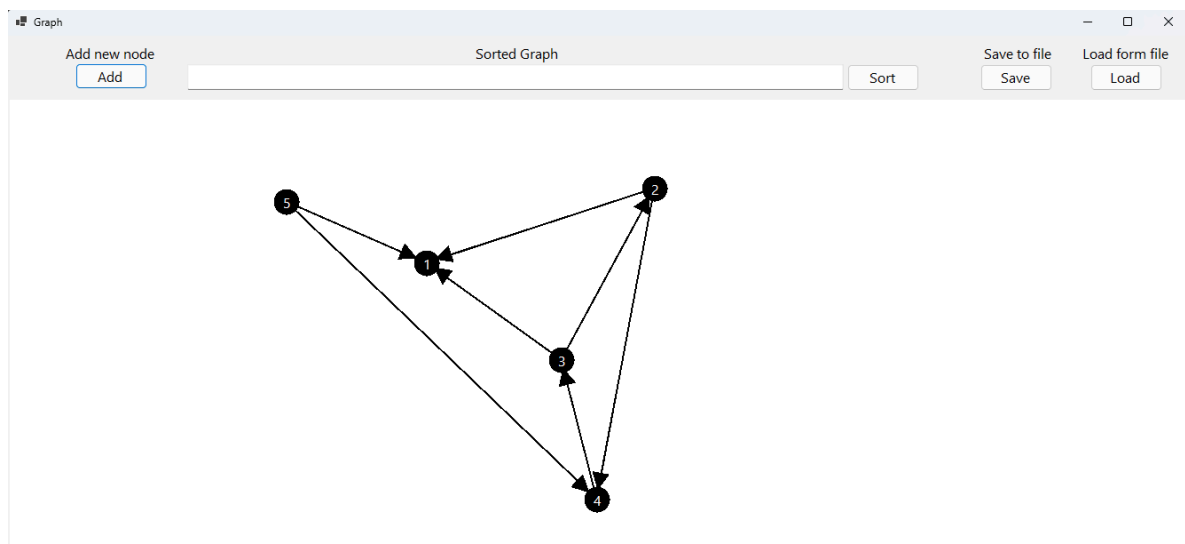 Graph
Add new node
Sorted Graph
Save to file
Load form file
Add
Sort
Save
Load
5
2
1
3
4